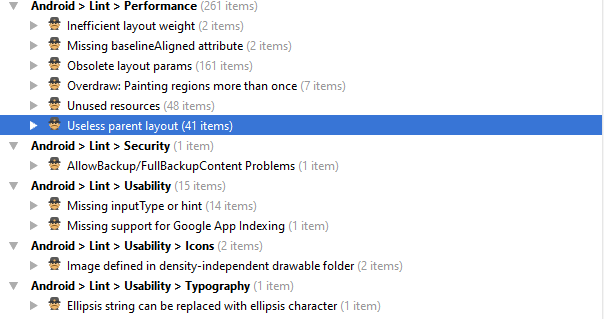 Android > Lint > Performance (261 items)
Inefficient layout weight (2 items)
Missing baselineAligned attribute (2 items)
Obsolete layout params (161 items)
Overdraw: Painting regions more than once (7 items)
Unused resources (48 items)
Useless parent layout (41 items)
Android > Lint > Security (1 item)
AllowBackup/FullBackupContent Problems (1 item)
Android > Lint > Usability (15 items)
Missing inputType or hint (14 items)
Missing support for Google App Indexing (1 item)
Android > Lint > Usability > Icons (2 items)
Image defined in density-independent drawable folder (2 items)
Android > Lint > Usability > Typography (1 item)
Ellipsis string can be replaced with ellipsis character (1 item)